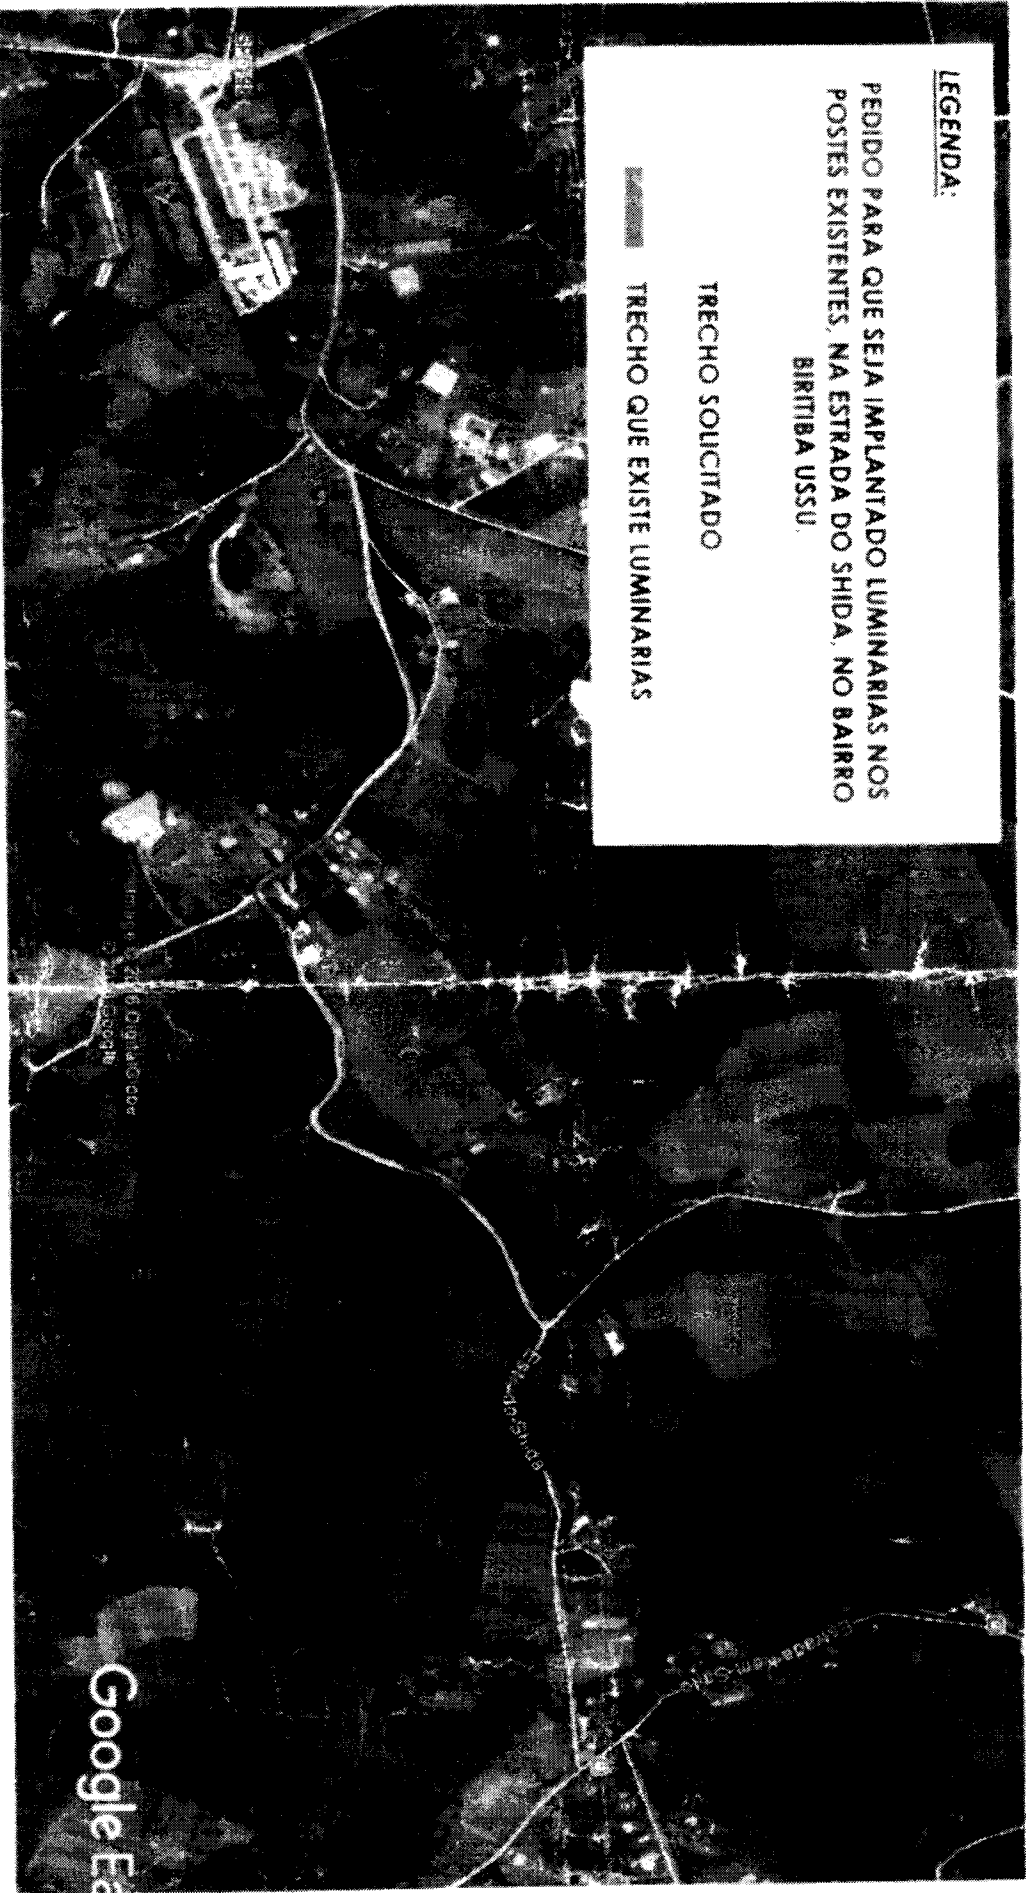 LEGENDA:
PEDIDO PARA QUE SEJA IMPLANTADO LUMINARIAS NOS
POSTES EXISTENTES, NA ESTRADA DO SHIDA, NO BAIRRO
BIRITIBA USSU.
TRECHO SOLICITADO
TRECHO QUE EXISTE LUMINARIAS
Google Ea